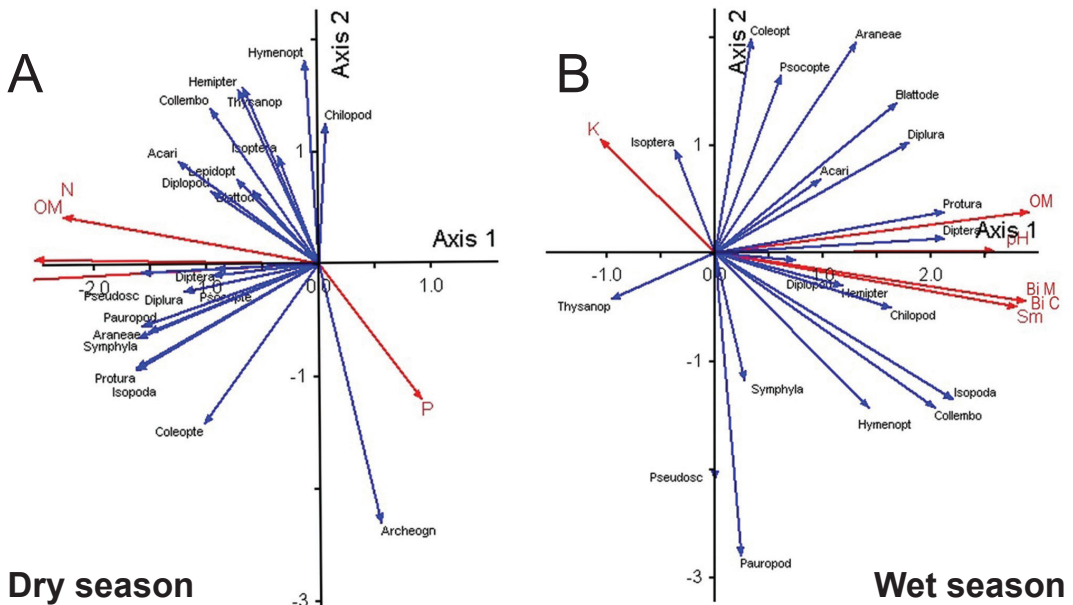 A
Axis 2
Hymenopt
Hemipter
Collembo
Thysanop
Chilopod
Isoptera
1
Acari
Lepidopt
Diplopod
Blattod
N
OM
Axis 1
-2.0
-1.0
0.0
1.0
Diptera
Pseudosc
Diplura
Psocopte
Pauropod
Araneae
Symphyla
Protura
Isopoda
-1
P
Coleopte
Archeogn
-3
Dry season
B
Axis 2
Coleopt
Araneae
Psocopte
Blattode
K
Isoptera
1
Diplura
Acari
Protura
OM
Diptera
Axis 1
pH
-1.0
0.0
1.0
2.0
Diplopod
Hemipter
Bi M
Bi C
Sm
Thysanop
Chilopod
-1
Symphyla
Isopoda
Collembo
Hymenopt
Pseudosc
Pauropod
-3
Wet season